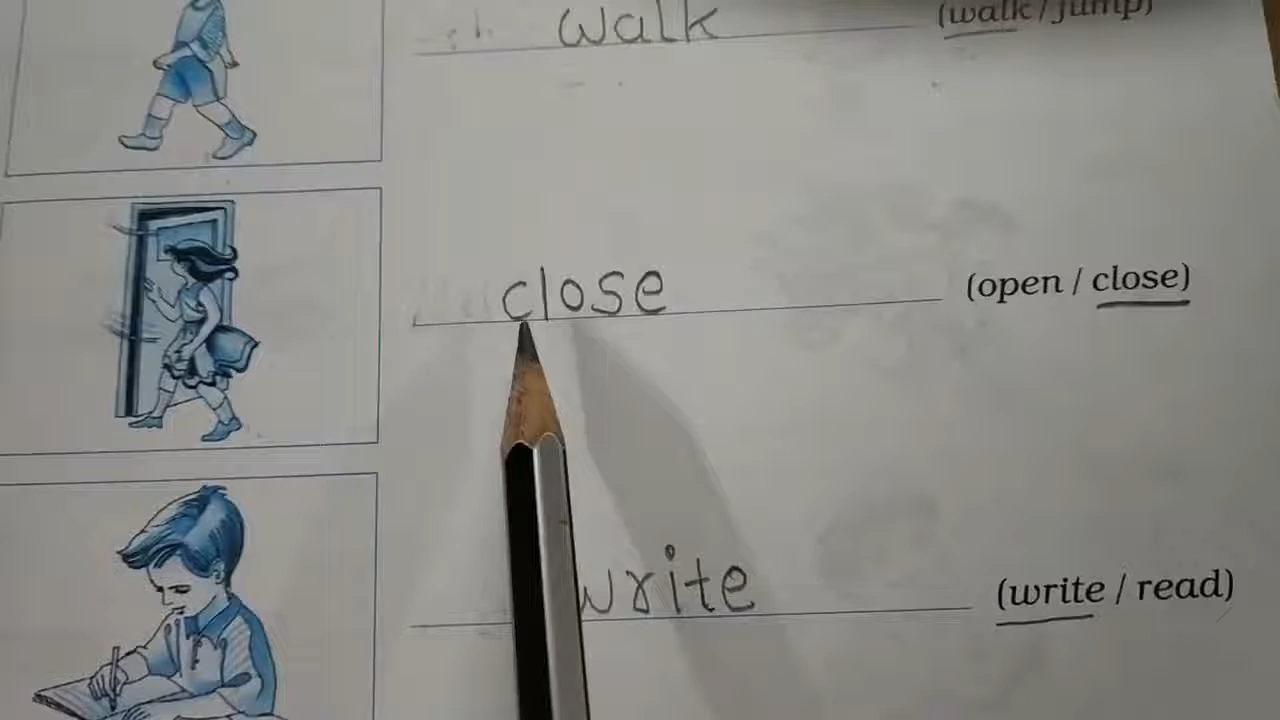 walk (walk / jump)
close (open / close)
write (write / read)